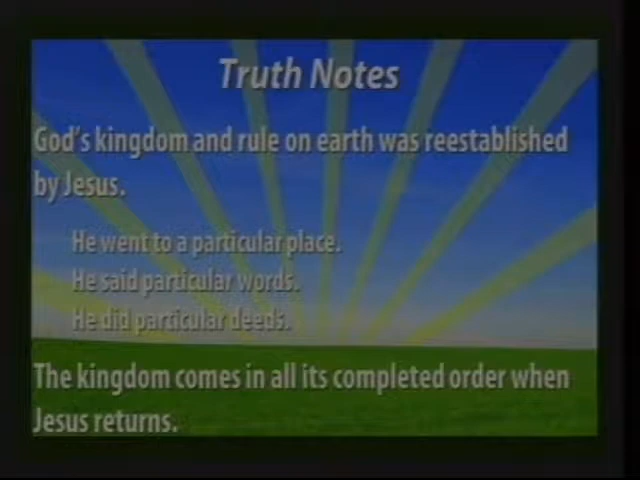 Truth Notes
God's kingdom and rule on earth was reestablished
by Jesus.
He went to a particular place.
He said particular words.
He did particular deeds.
The kingdom comes in all its completed order when
Jesus returns.